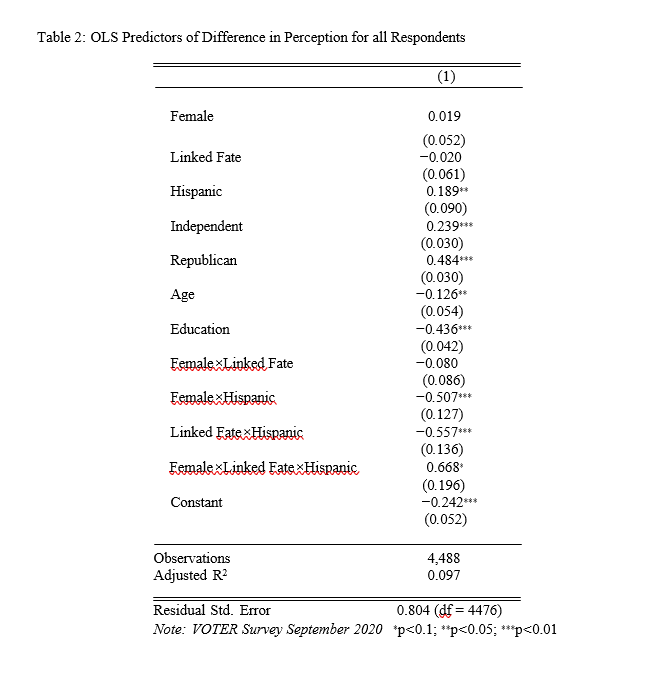 Table 2: OLS Predictors of Difference in Perception for all Respondents
(1)
Female 0.019
(0.052)
Linked Fate −0.020
(0.061)
Hispanic 0.189**
(0.090)
Independent 0.239***
(0.030)
Republican 0.484***
(0.030)
Age −0.126**
(0.054)
Education −0.436***
(0.042)
Female×Linked Fate −0.080
(0.086)
Female×Hispanic −0.507***
(0.127)
Linked Fate×Hispanic −0.557***
(0.136)
Female×Linked Fate×Hispanic 0.668*
(0.196)
Constant −0.242***
(0.052)
Observations 4,488
Adjusted R² 0.097
Residual Std. Error 0.804 (df = 4476)
Note: VOTER Survey September 2020 *p<0.1; **p<0.05; ***p<0.01